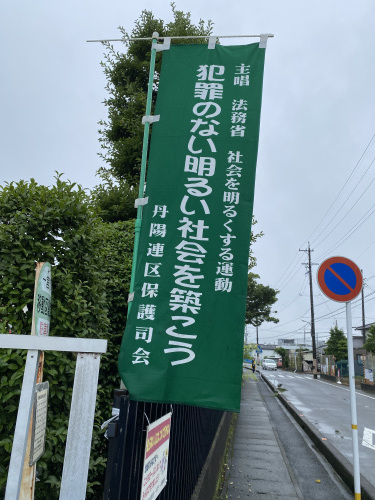 主唱 法務省 社会を明るくする運動
犯罪のない明るい社会を築こう
丹陽連区保護司会